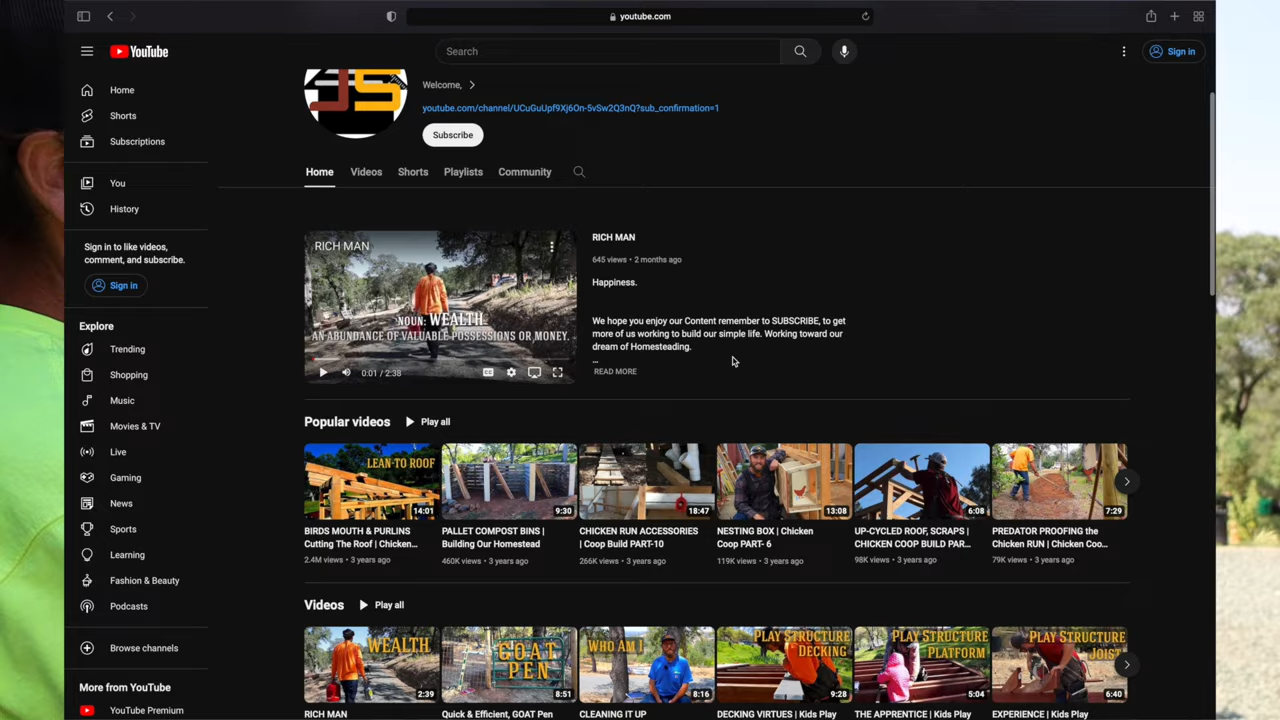 youtube.com
YouTube
Search
Sign in
Home
Shorts
Subscriptions
You
History
Sign in to like videos,
comment, and subscribe.
Sign in
Explore
Trending
Shopping
Music
Movies & TV
Live
Gaming
News
Sports
Learning
Fashion & Beauty
Podcasts
Browse channels
More from YouTube
YouTube Premium
JS
Welcome,
youtube.com/channel/UCuGuUpf9Xj6On-5vSw2Q3nQ?sub_confirmation=1
Subscribe
Home Videos Shorts Playlists Community
RICH MAN
NOUN: WEALTH
AN ABUNDANCE OF VALUABLE POSSESSIONS OR MONEY.
0:01 / 2:38
RICH MAN
645 views • 2 months ago
Happiness.
We hope you enjoy our Content remember to SUBSCRIBE, to get
more of us working to build our simple life. Working toward our
dream of Homesteading.
...
READ MORE
Popular videos Play all
LEAN-TO ROOF
14:01 9:30 18:47 13:08 6:08 7:29
BIRDS MOUTH & PURLINS
Cutting The Roof | Chicken...
2.4M views • 3 years ago
PALLET COMPOST BINS |
Building Our Homestead
460K views • 3 years ago
CHICKEN RUN ACCESSORIES
| Coop Build PART-10
266K views • 3 years ago
NESTING BOX | Chicken
Coop PART- 6
119K views • 3 years ago
UP-CYCLED ROOF, SCRAPS |
CHICKEN COOP BUILD PAR...
98K views • 3 years ago
PREDATOR PROOFING the
Chicken RUN | Chicken Coo...
79K views • 3 years ago
Videos Play all
WEALTH
2:39
RICH MAN
GOAT
PEN
8:51
Quick & Efficient, GOAT Pen
WHO AM I
8:16
CLEANING IT UP
PLAY STRUCTURE
DECKING
9:28
DECKING VIRTUES | Kids Play
PLAY STRUCTURE
PLATFORM
5:04
THE APPRENTICE | Kids Play
PLAY STRUCTURE
JOIST
6:40
EXPERIENCE | Kids Play